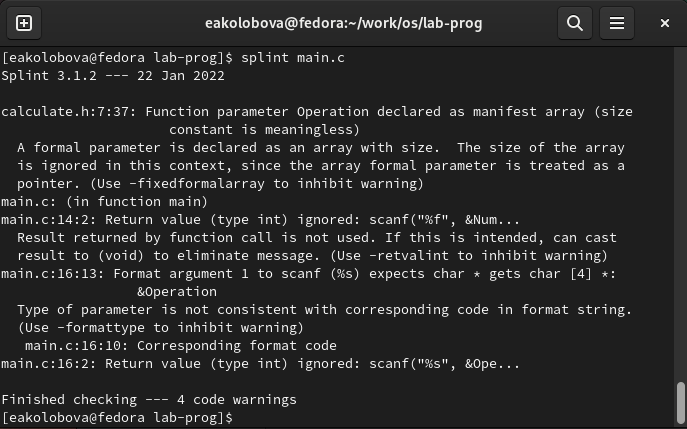 eakolobova@fedora:~/work/os/lab-prog
[eakolobova@fedora lab-prog]$ splint main.c
Splint 3.1.2 --- 22 Jan 2022
calculate.h:7:37: Function parameter Operation declared as manifest array (size
constant is meaningless)
A formal parameter is declared as an array with size.  The size of the array
is ignored in this context, since the array formal parameter is treated as a
pointer. (Use -fixedformalarray to inhibit warning)
main.c: (in function main)
main.c:14:2: Return value (type int) ignored: scanf("%f", &Num...
Result returned by function call is not used. If this is intended, can cast
result to (void) to eliminate message. (Use -retvalint to inhibit warning)
main.c:16:13: Format argument 1 to scanf (%s) expects char * gets char [4] *:
&Operation
Type of parameter is not consistent with corresponding code in format string.
(Use -formattype to inhibit warning)
main.c:16:10: Corresponding format code
main.c:16:2: Return value (type int) ignored: scanf("%s", &Ope...
Finished checking --- 4 code warnings
[eakolobova@fedora lab-prog]$